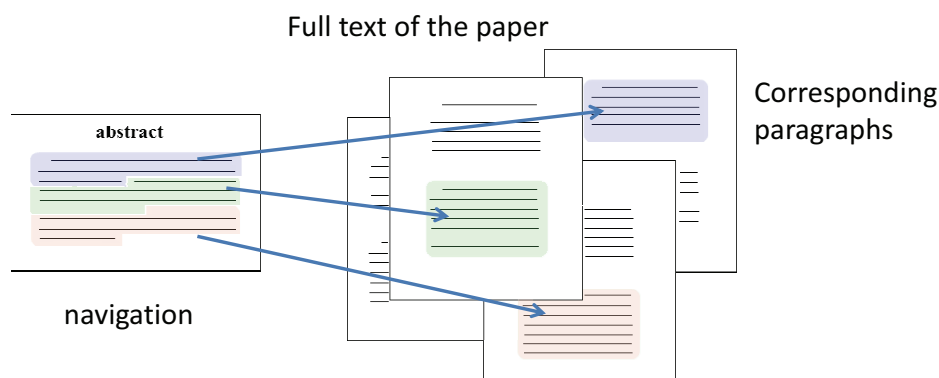 Full text of the paper
Corresponding
paragraphs
abstract
navigation